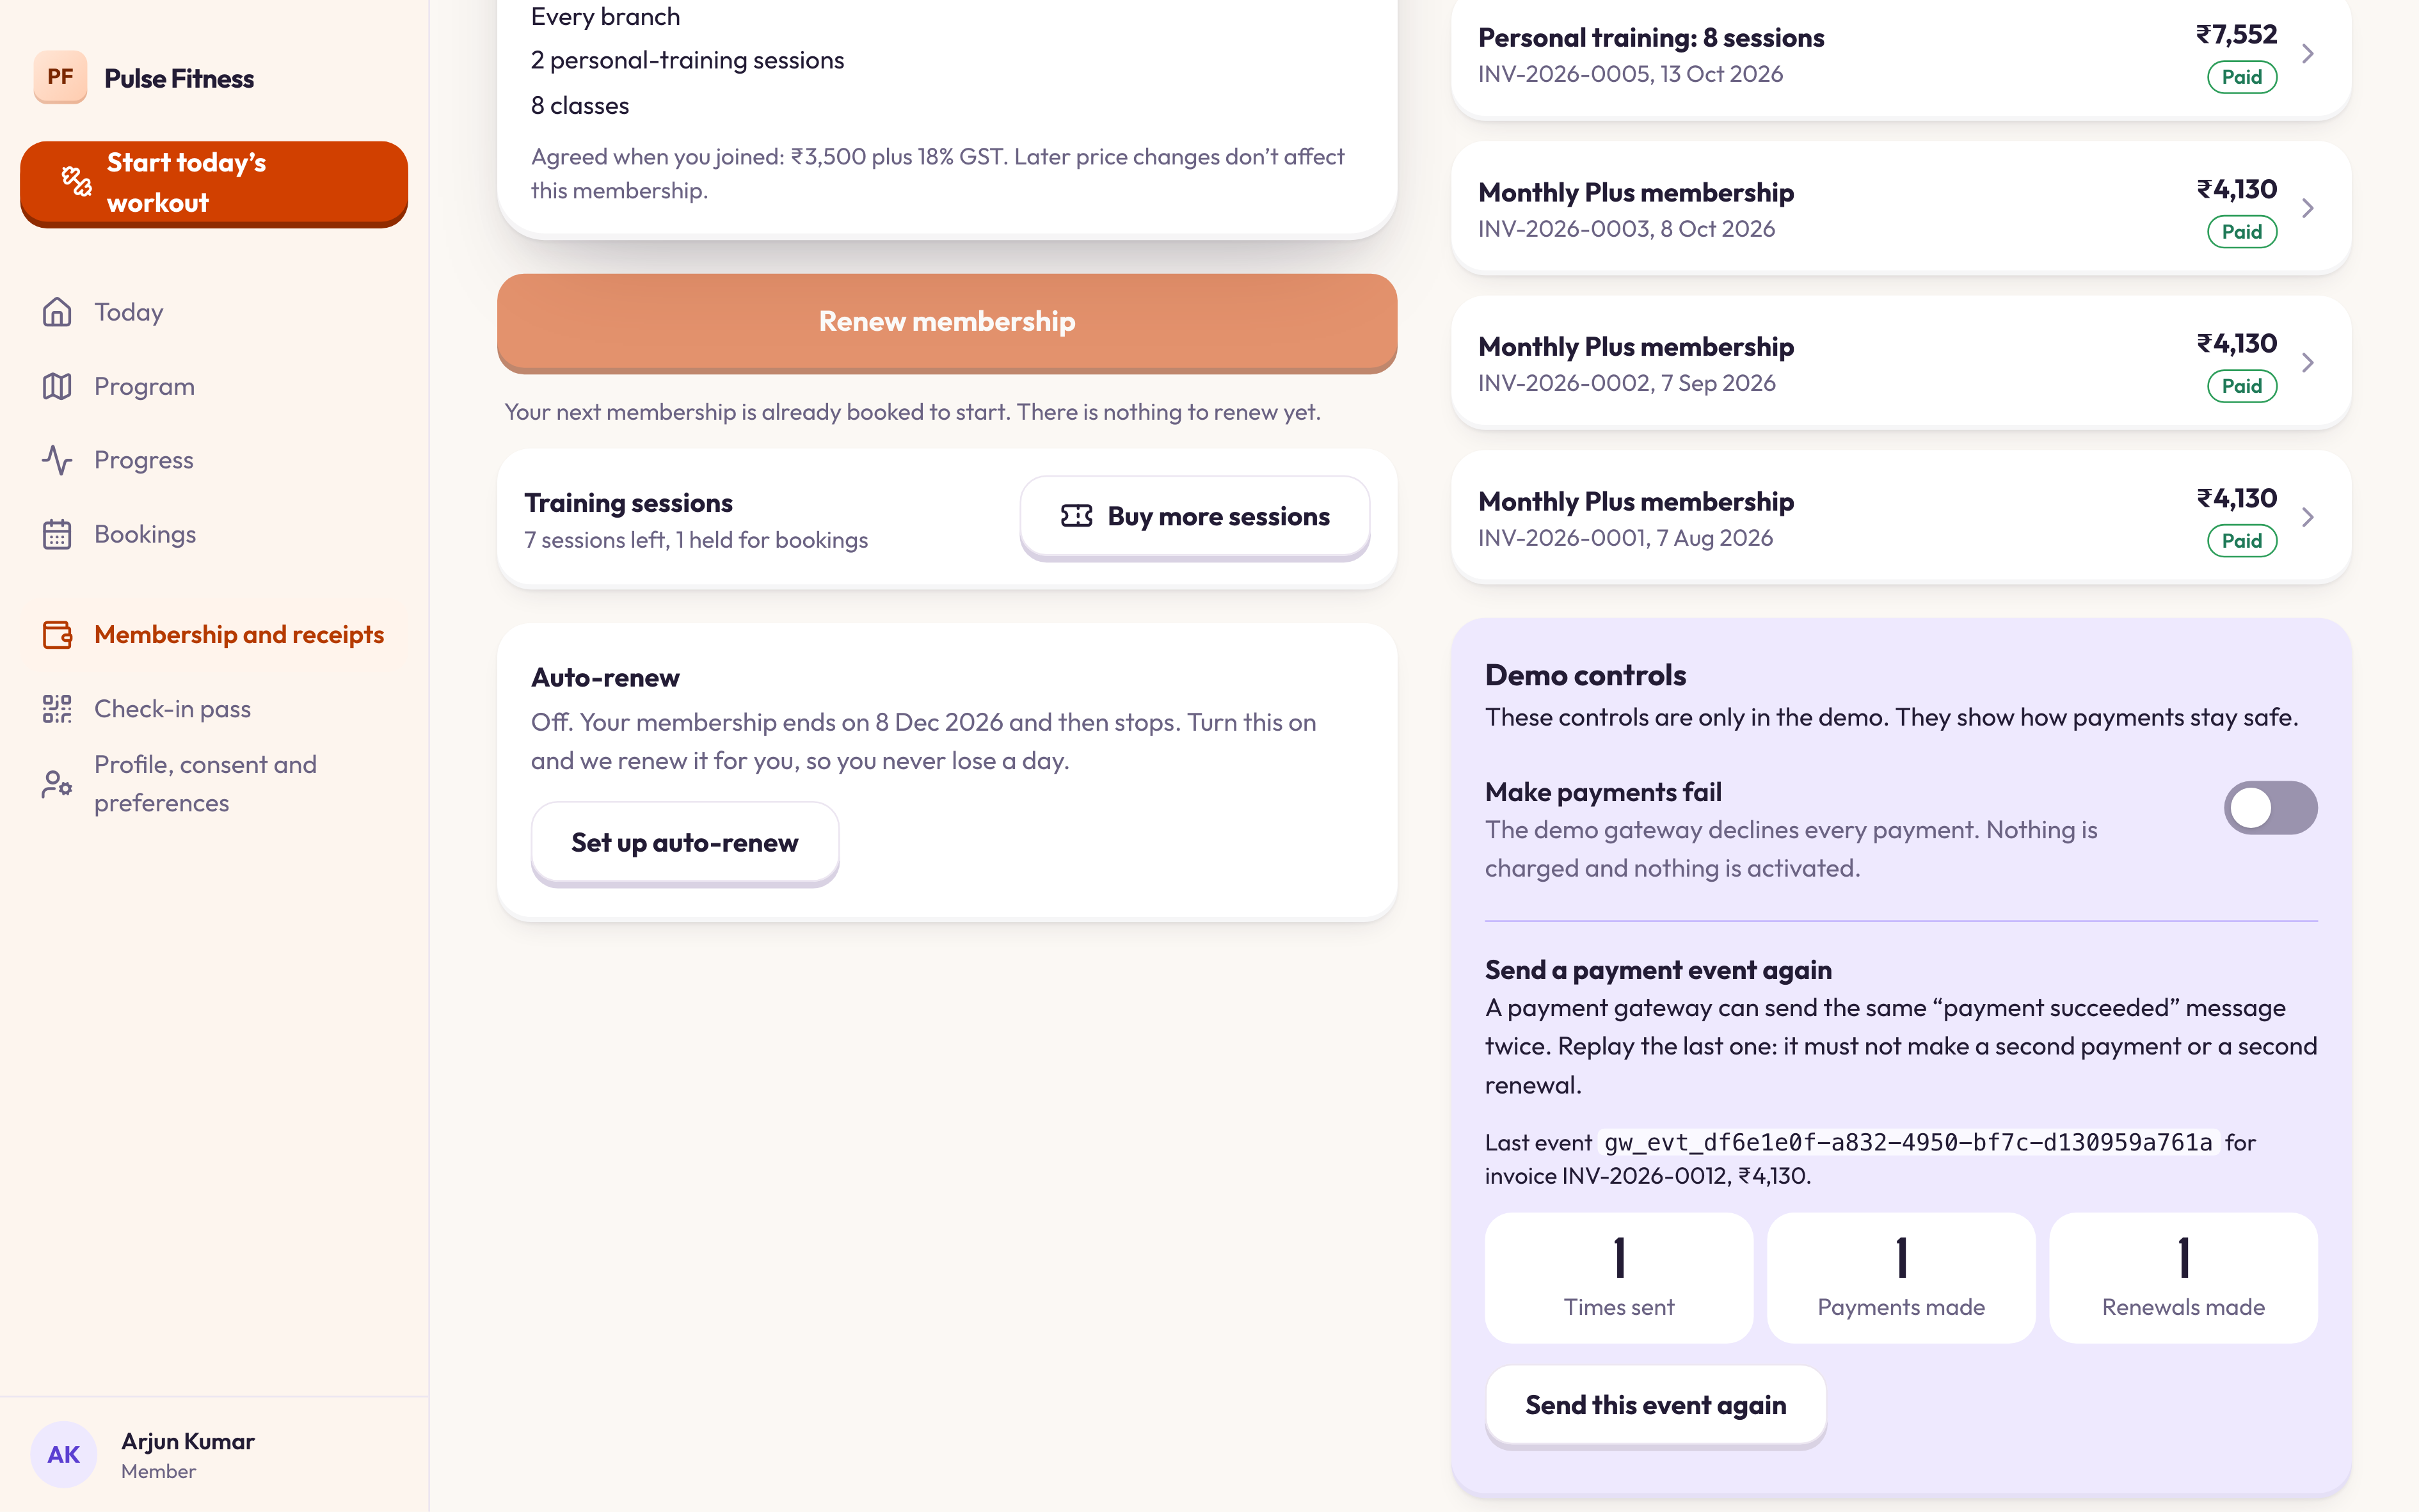 PF
Pulse Fitness
Start today’s
workout
Today
Program
Progress
Bookings
Membership and receipts
Check-in pass
Profile, consent and
preferences
AK
Arjun Kumar
Member
Every branch
2 personal-training sessions
8 classes
Agreed when you joined: ₹3,500 plus 18% GST. Later price changes don’t affect
this membership.
Renew membership
Your next membership is already booked to start. There is nothing to renew yet.
Training sessions
7 sessions left, 1 held for bookings
Buy more sessions
Auto-renew
Off. Your membership ends on 8 Dec 2026 and then stops. Turn this on
and we renew it for you, so you never lose a day.
Set up auto-renew
Personal training: 8 sessions
INV-2026-0005, 13 Oct 2026
₹7,552
Paid
Monthly Plus membership
INV-2026-0003, 8 Oct 2026
₹4,130
Paid
Monthly Plus membership
INV-2026-0002, 7 Sep 2026
₹4,130
Paid
Monthly Plus membership
INV-2026-0001, 7 Aug 2026
₹4,130
Paid
Demo controls
These controls are only in the demo. They show how payments stay safe.
Make payments fail
The demo gateway declines every payment. Nothing is
charged and nothing is activated.
Send a payment event again
A payment gateway can send the same “payment succeeded” message
twice. Replay the last one: it must not make a second payment or a second
renewal.
Last event gw_evt_df6e1e0f-a832-4950-bf7c-d130959a761a for
invoice INV-2026-0012, ₹4,130.
1
Times sent
1
Payments made
1
Renewals made
Send this event again